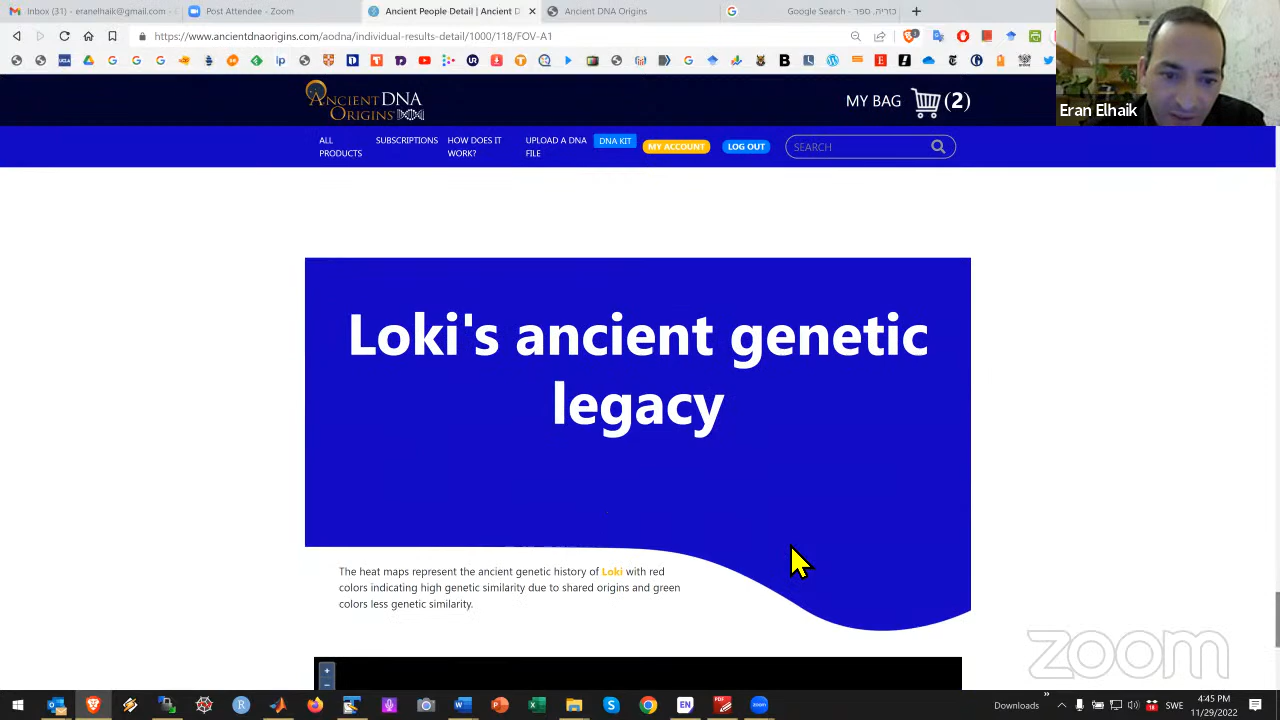 Inbox (31) - eranelhaik@gmail.com -
Post Attendee - Zoom
Ancient People Detail | Ancient D
Ancient DNA Origins
Google Search - כורית ספר
https://www.ancientdnaorigins.com/aodna/individual-results-detail/1000/118/FOV-A1
Eran Elhaik
ANCIENT DNA
ORIGINS
MY BAG (2)
ALL
PRODUCTS
SUBSCRIPTIONS
HOW DOES IT
WORK?
UPLOAD A DNA
FILE
DNA KIT
MY ACCOUNT
LOG OUT
SEARCH
Loki's ancient genetic
legacy
The heat maps represent the ancient genetic history of Loki with red
colors indicating high genetic similarity due to shared origins and green
colors less genetic similarity.
+
−
zoom
Downloads
SWE
4:45 PM
11/29/2022